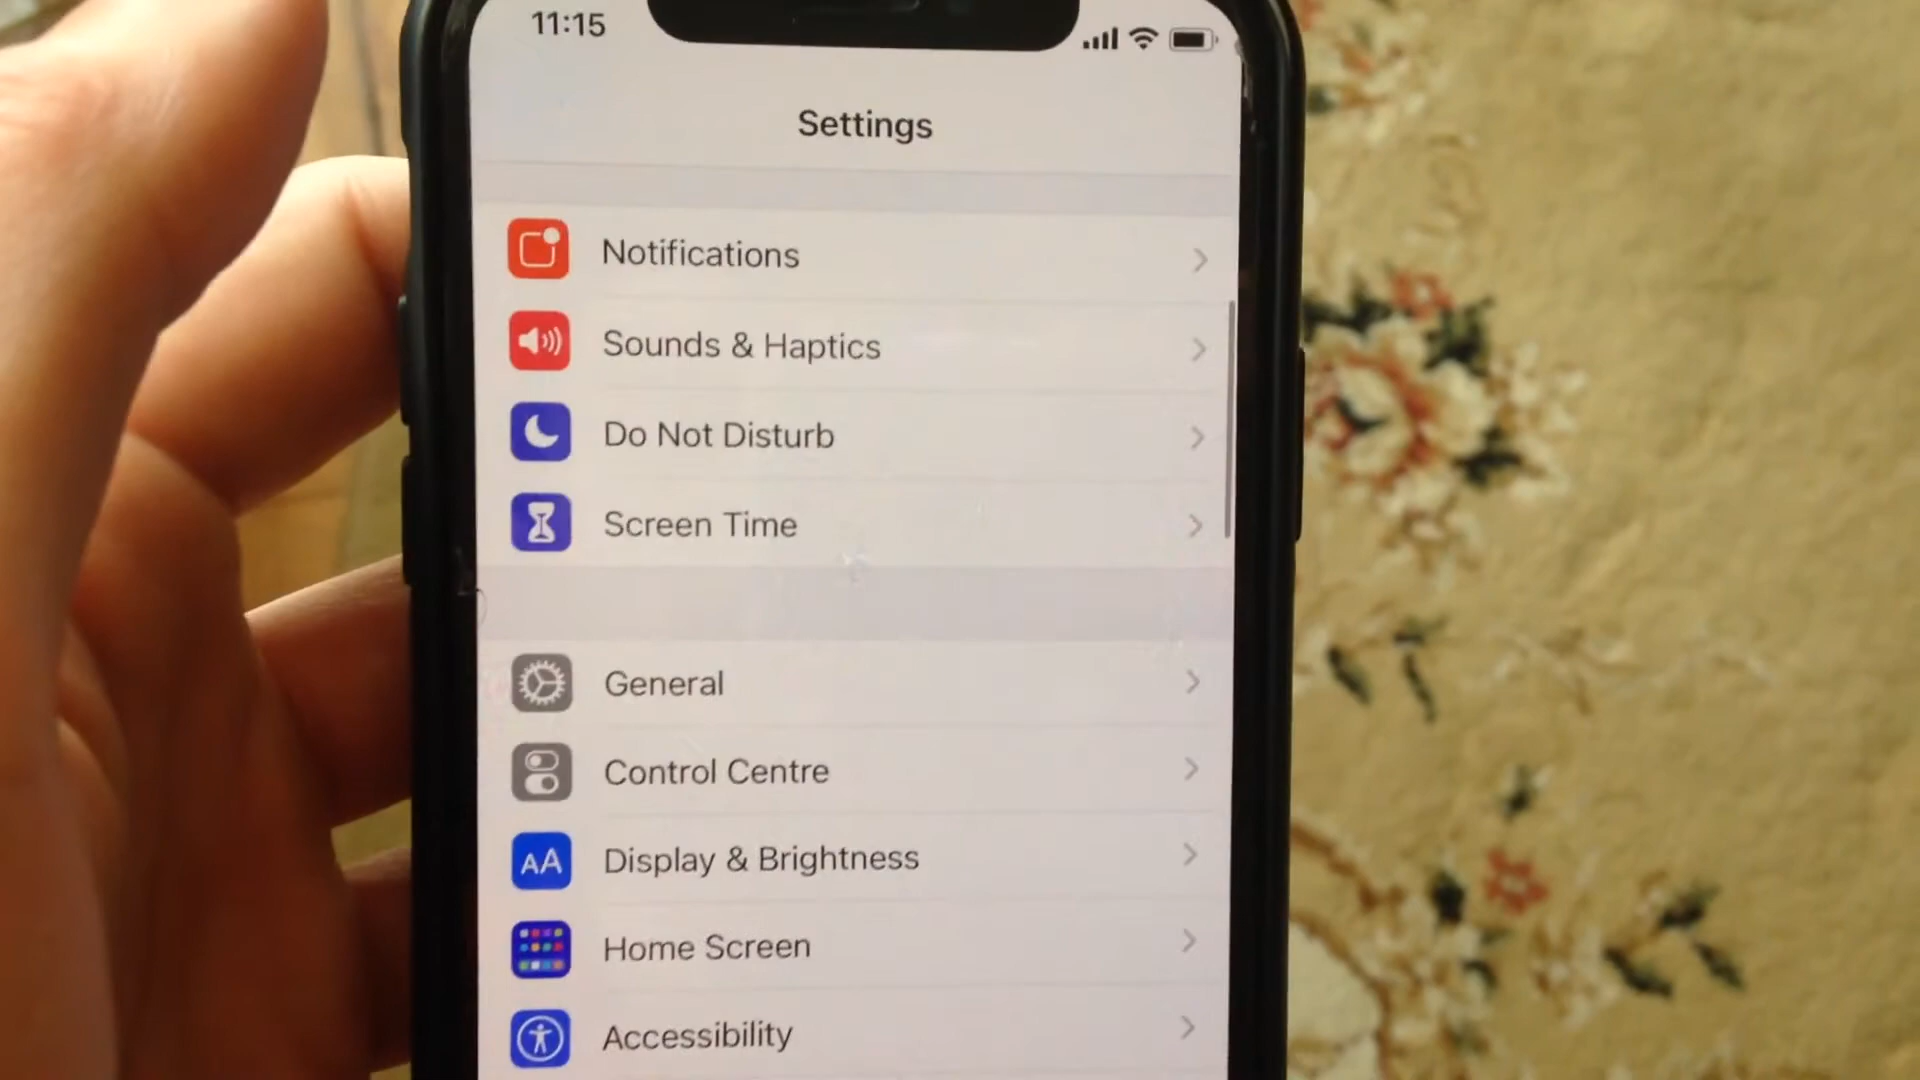 11:15
Settings
Notifications
Sounds & Haptics
Do Not Disturb
Screen Time
General
Control Centre
AA Display & Brightness
Home Screen
Accessibility